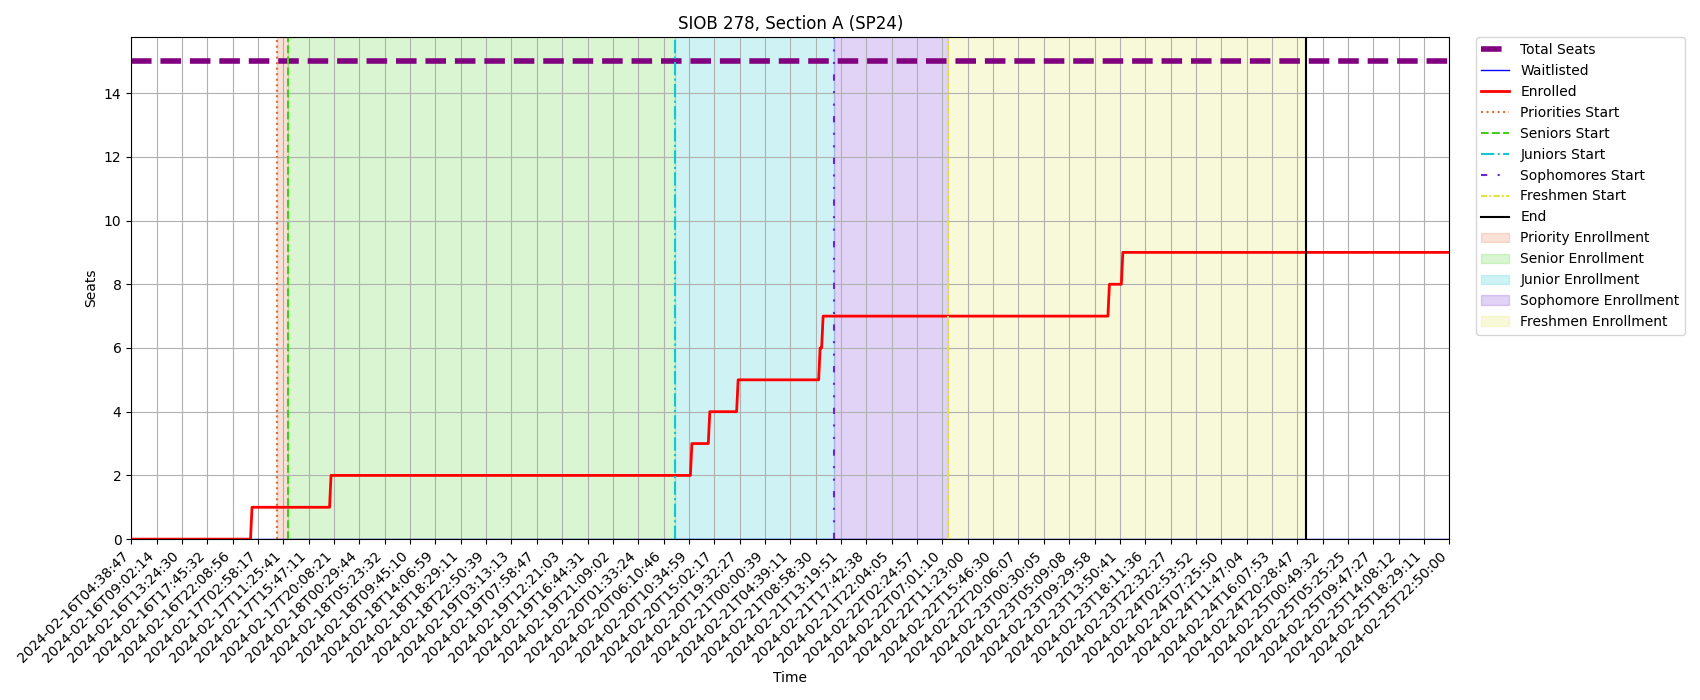 SIOB 278, Section A (SP24)
Seats
14
12
10
8
6
4
2
0
2024-02-16T04:38:47
2024-02-16T09:02:14
2024-02-16T13:24:30
2024-02-16T17:45:32
2024-02-16T22:08:56
2024-02-17T02:58:17
2024-02-17T11:25:41
2024-02-17T15:47:11
2024-02-17T20:08:21
2024-02-18T00:29:44
2024-02-18T05:23:32
2024-02-18T09:45:10
2024-02-18T14:06:59
2024-02-18T18:29:11
2024-02-18T22:50:39
2024-02-19T03:13:13
2024-02-19T07:58:47
2024-02-19T12:21:03
2024-02-19T16:44:31
2024-02-19T21:09:02
2024-02-20T01:33:24
2024-02-20T06:10:46
2024-02-20T10:34:59
2024-02-20T15:02:17
2024-02-20T19:32:27
2024-02-21T00:00:39
2024-02-21T04:39:11
2024-02-21T08:58:30
2024-02-21T13:19:51
2024-02-21T17:42:38
2024-02-21T22:04:05
2024-02-22T02:24:57
2024-02-22T07:01:10
2024-02-22T11:23:00
2024-02-22T15:46:30
2024-02-22T20:06:07
2024-02-23T00:30:05
2024-02-23T05:09:08
2024-02-23T09:29:58
2024-02-23T13:50:41
2024-02-23T18:11:36
2024-02-23T22:32:27
2024-02-24T02:53:52
2024-02-24T07:25:50
2024-02-24T11:47:04
2024-02-24T16:07:53
2024-02-24T20:28:47
2024-02-25T00:49:32
2024-02-25T05:25:25
2024-02-25T09:47:27
2024-02-25T14:08:12
2024-02-25T18:29:11
2024-02-25T22:50:00
Time
Total Seats
Waitlisted
Enrolled
Priorities Start
Seniors Start
Juniors Start
Sophomores Start
Freshmen Start
End
Priority Enrollment
Senior Enrollment
Junior Enrollment
Sophomore Enrollment
Freshmen Enrollment